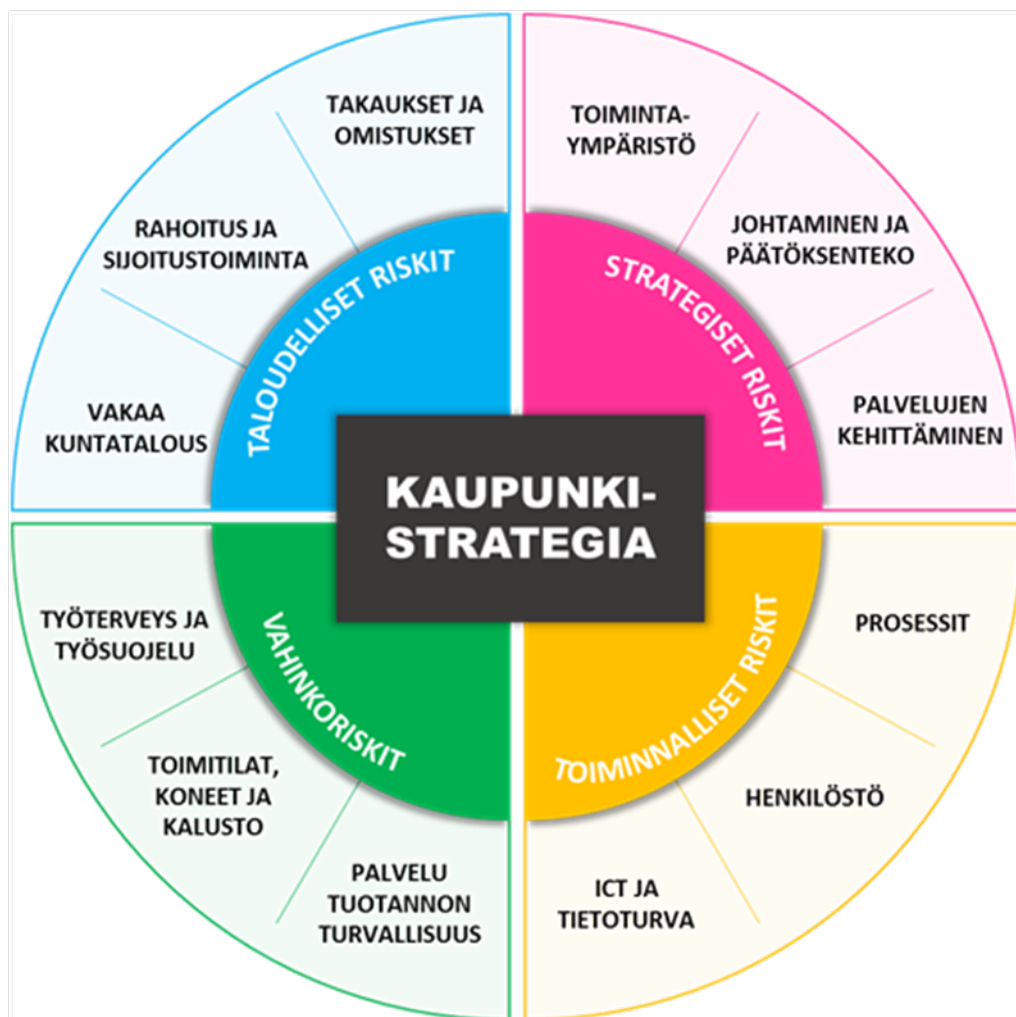 TALOUDELLISET RISKIT
TAKAUKSET JA
OMISTUKSET
RAHOITUS JA
SIJOITUSTOIMINTA
VAKAA
KUNTATALOUS
STRATEGISET RISKIT
TOIMINTA-
YMPÄRISTÖ
JOHTAMINEN JA
PÄÄTÖKSENTEKO
PALVELUJEN
KEHITTÄMINEN
KAUPUNKI-
STRATEGIA
VAHINKORISKIT
TYÖTERVEYS JA
TYÖSUOJELU
TOIMITILAT,
KONEET JA
KALUSTO
PALVELU
TUOTANNON
TURVALLISUUS
TOIMINNALLISET RISKIT
PROSESSIT
HENKILÖSTÖ
ICT JA
TIETOTURVA